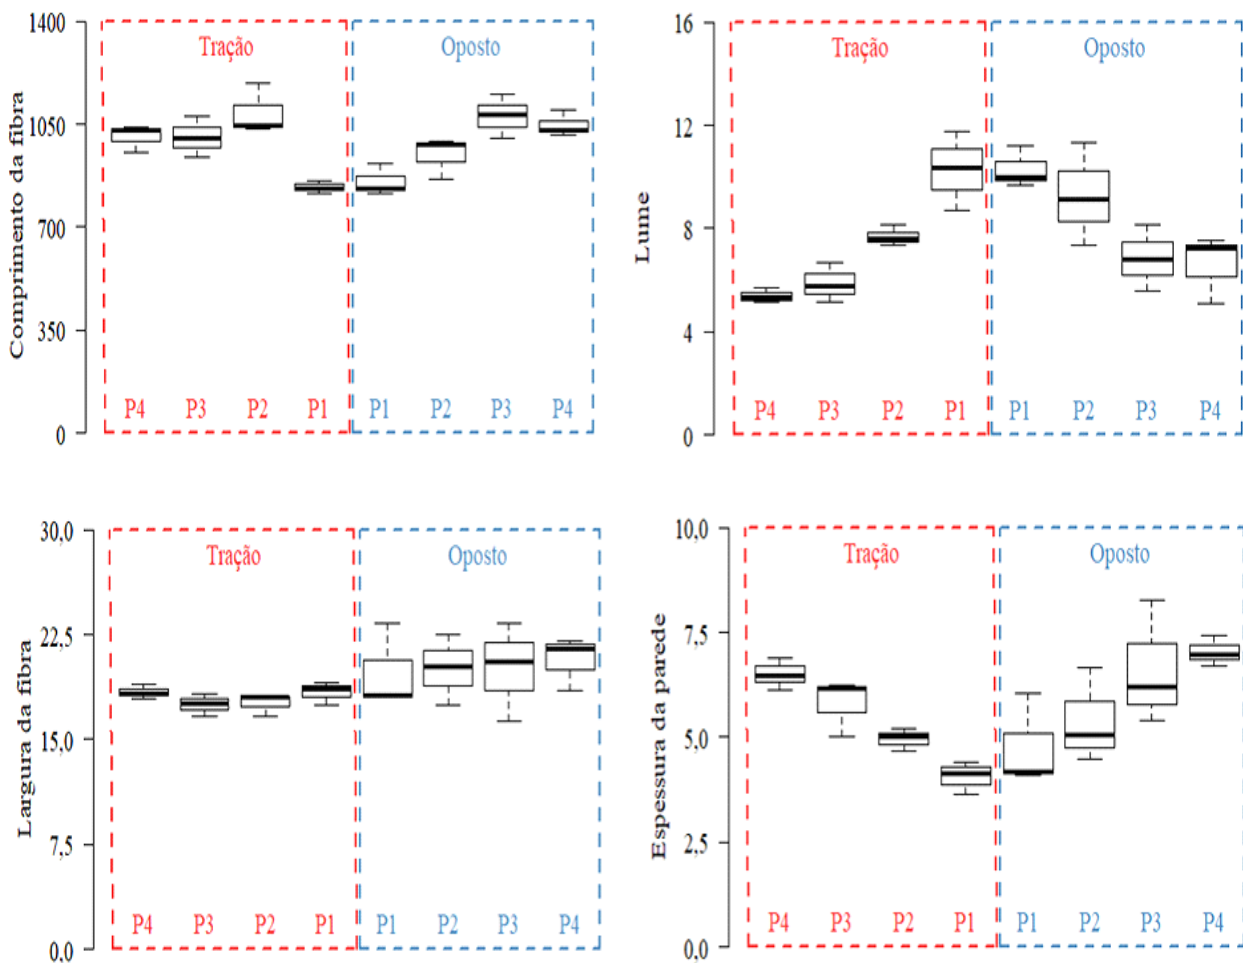 Comprimento da fibra
1400
1050
700
350
0
Tração
Oposto
P4 P3 P2 P1 P1 P2 P3 P4
Lume
16
12
8
4
0
Tração
Oposto
P4 P3 P2 P1 P1 P2 P3 P4
Largura da fibra
30,0
22,5
15,0
7,5
0,0
Tração
Oposto
P4 P3 P2 P1 P1 P2 P3 P4
Espessura da parede
10,0
7,5
5,0
2,5
0,0
Tração
Oposto
P4 P3 P2 P1 P1 P2 P3 P4